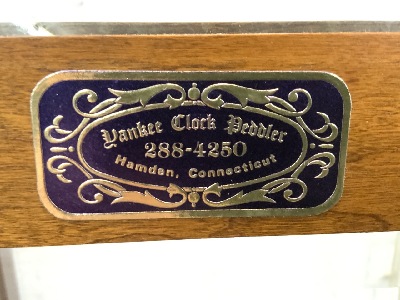 Yankee Clock Peddler
288-4250
Hamden, Connecticut